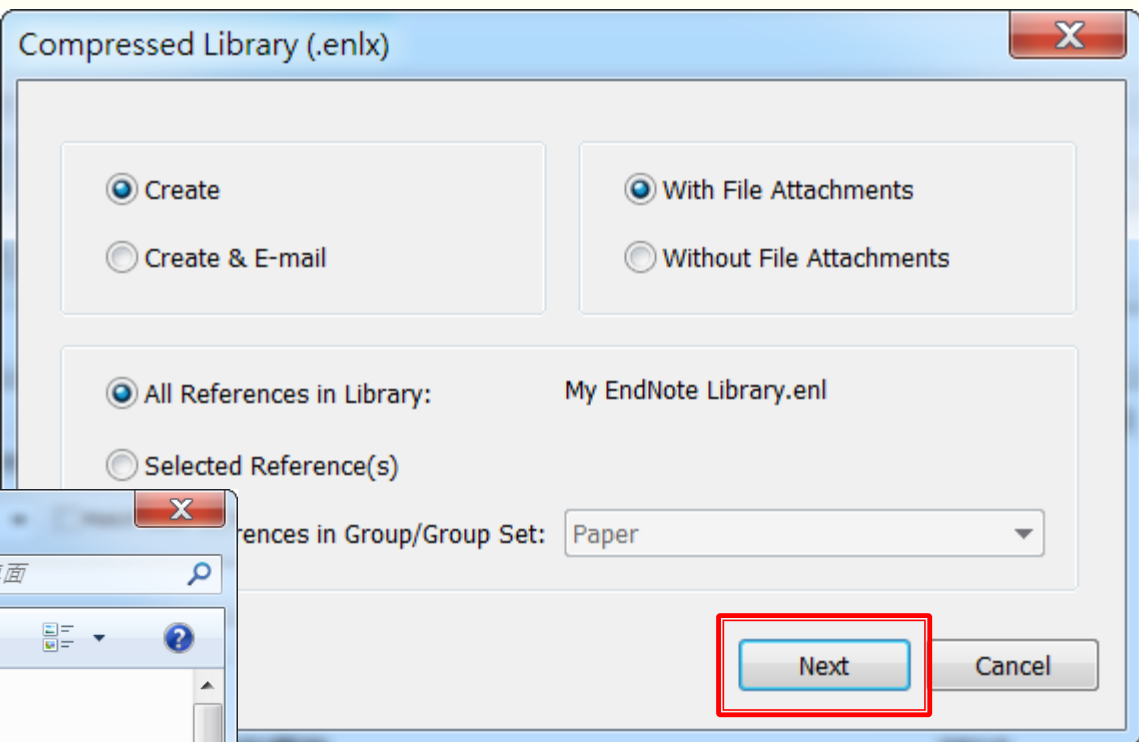 Compressed Library (.enlx)
Create
With File Attachments
Create & E-mail
Without File Attachments
All References in Library:
My EndNote Library.enl
Selected Reference(s)
rences in Group/Group Set:
Paper
面
Next
Cancel